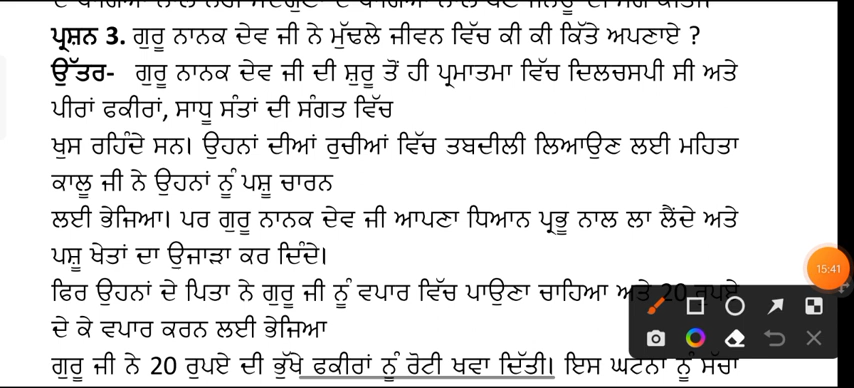 ਪ੍ਰਸ਼ਨ 3. ਗੁਰੂ ਨਾਨਕ ਦੇਵ ਜੀ ਨੇ ਮੁੱਢਲੇ ਜੀਵਨ ਵਿੱਚ ਕੀ ਕੀ ਕਿੱਤੇ ਅਪਣਾਏ ?
ਉੱਤਰ- ਗੁਰੂ ਨਾਨਕ ਦੇਵ ਜੀ ਦੀ ਸ਼ੁਰੂ ਤੋਂ ਹੀ ਪ੍ਰਮਾਤਮਾ ਵਿੱਚ ਦਿਲਚਸਪੀ ਸੀ ਅਤੇ
ਪੀਰਾਂ ਫਕੀਰਾਂ, ਸਾਧੂ ਸੰਤਾਂ ਦੀ ਸੰਗਤ ਵਿੱਚ
ਖੁਸ ਰਹਿੰਦੇ ਸਨ। ਉਹਨਾਂ ਦੀਆਂ ਰੁਚੀਆਂ ਵਿੱਚ ਤਬਦੀਲੀ ਲਿਆਉਣ ਲਈ ਮਹਿਤਾ
ਕਾਲੂ ਜੀ ਨੇ ਉਹਨਾਂ ਨੂੰ ਪਸ਼ੂ ਚਾਰਨ
ਲਈ ਭੇਜਿਆ। ਪਰ ਗੁਰੂ ਨਾਨਕ ਦੇਵ ਜੀ ਆਪਣਾ ਧਿਆਨ ਪ੍ਰਭੂ ਨਾਲ ਲਾ ਲੈਂਦੇ ਅਤੇ
ਪਸ਼ੂ ਖੇਤਾਂ ਦਾ ਉਜਾੜਾ ਕਰ ਦਿੰਦੇ।
ਫਿਰ ਉਹਨਾਂ ਦੇ ਪਿਤਾ ਨੇ ਗੁਰੂ ਜੀ ਨੂੰ ਵਪਾਰ ਵਿੱਚ ਪਾਉਣਾ ਚਾਹਿਆ ਅਤੇ 20 ਰੁਪਏ
ਦੇ ਕੇ ਵਪਾਰ ਕਰਨ ਲਈ ਭੇਜਿਆ
ਗੁਰੂ ਜੀ ਨੇ 20 ਰੁਪਏ ਦੀ ਭੁੱਖੇ ਫਕੀਰਾਂ ਨੂੰ ਰੋਟੀ ਖਵਾ ਦਿੱਤੀ। ਇਸ ਘਟਨਾ ਨੂੰ ਸੱਚਾ
15:41